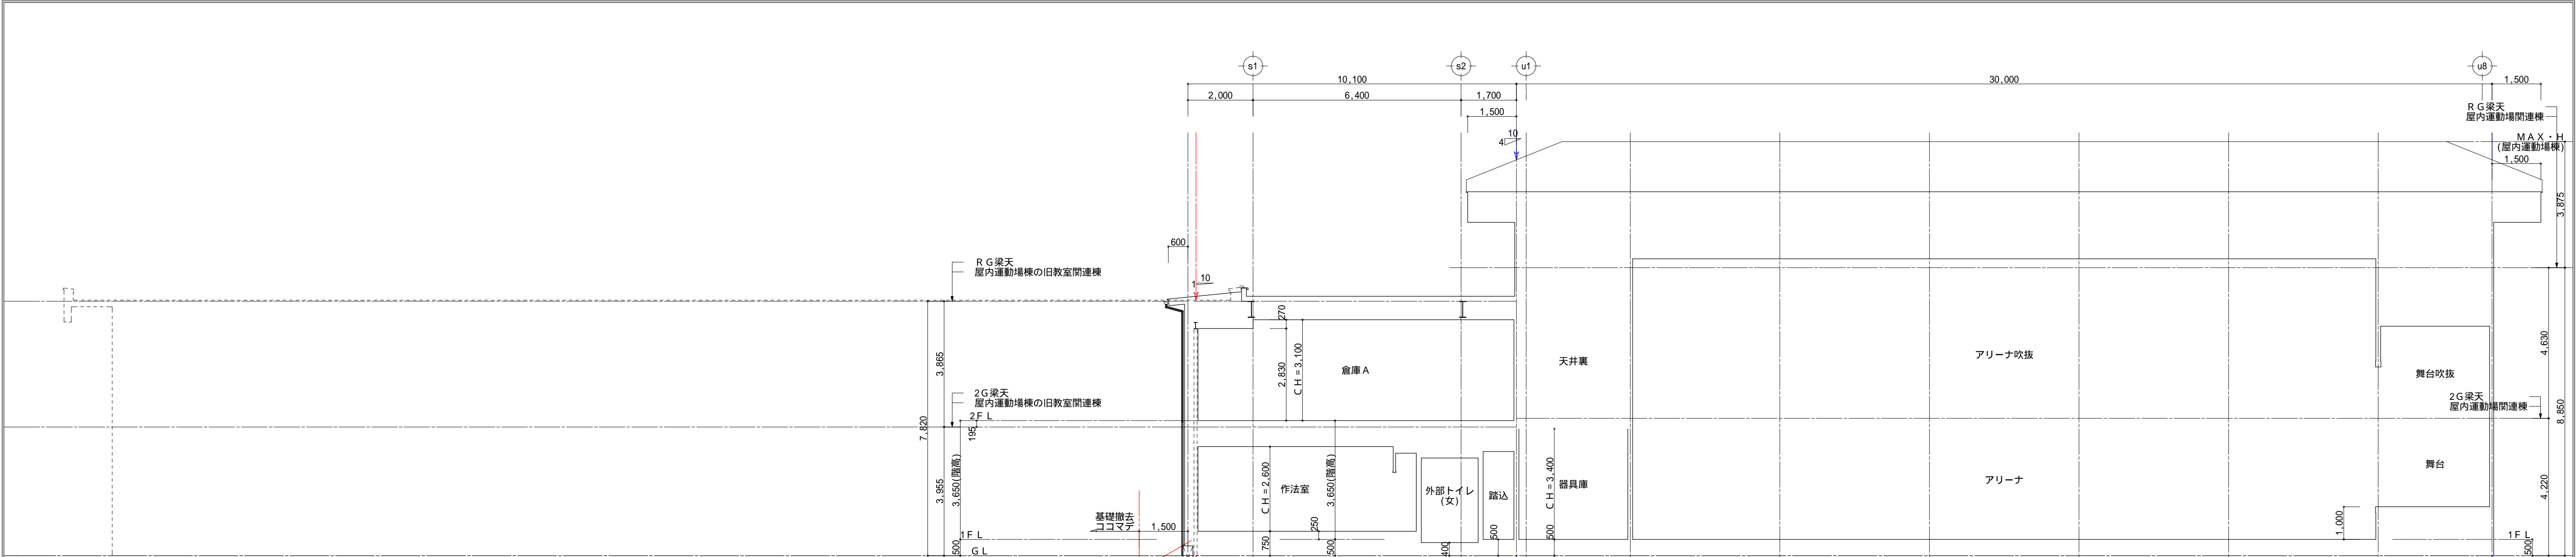 s1
s2
u1
u8
10,100
30,000
1,500
2,000
6,400
1,700
1,500
ＲＧ梁天
屋内運動場関連棟
10
4
ＭＡＸ・Ｈ
(屋内運動場棟)
1,500
3,875
600
ＲＧ梁天
屋内運動場棟の旧教室関連棟
10
1
270
3,865
2,830
ＣＨ＝3,100
倉庫Ａ
天井裏
アリーナ吹抜
4,630
舞台吹抜
2Ｇ梁天
屋内運動場棟の旧教室関連棟
2Ｇ梁天
屋内運動場関連棟
8,850
2ＦＬ
7,820
195
3,650(階高)
3,955
ＣＨ＝2,600
作法室
3,650(階高)
外部トイレ
(女)
踏込
ＣＨ＝3,400
器具庫
アリーナ
舞台
4,220
基礎撤去
ココマデ
1,500
250
1,000
1ＦＬ
500
ＧＬ
750
500
400
500
500
1ＦＬ
500